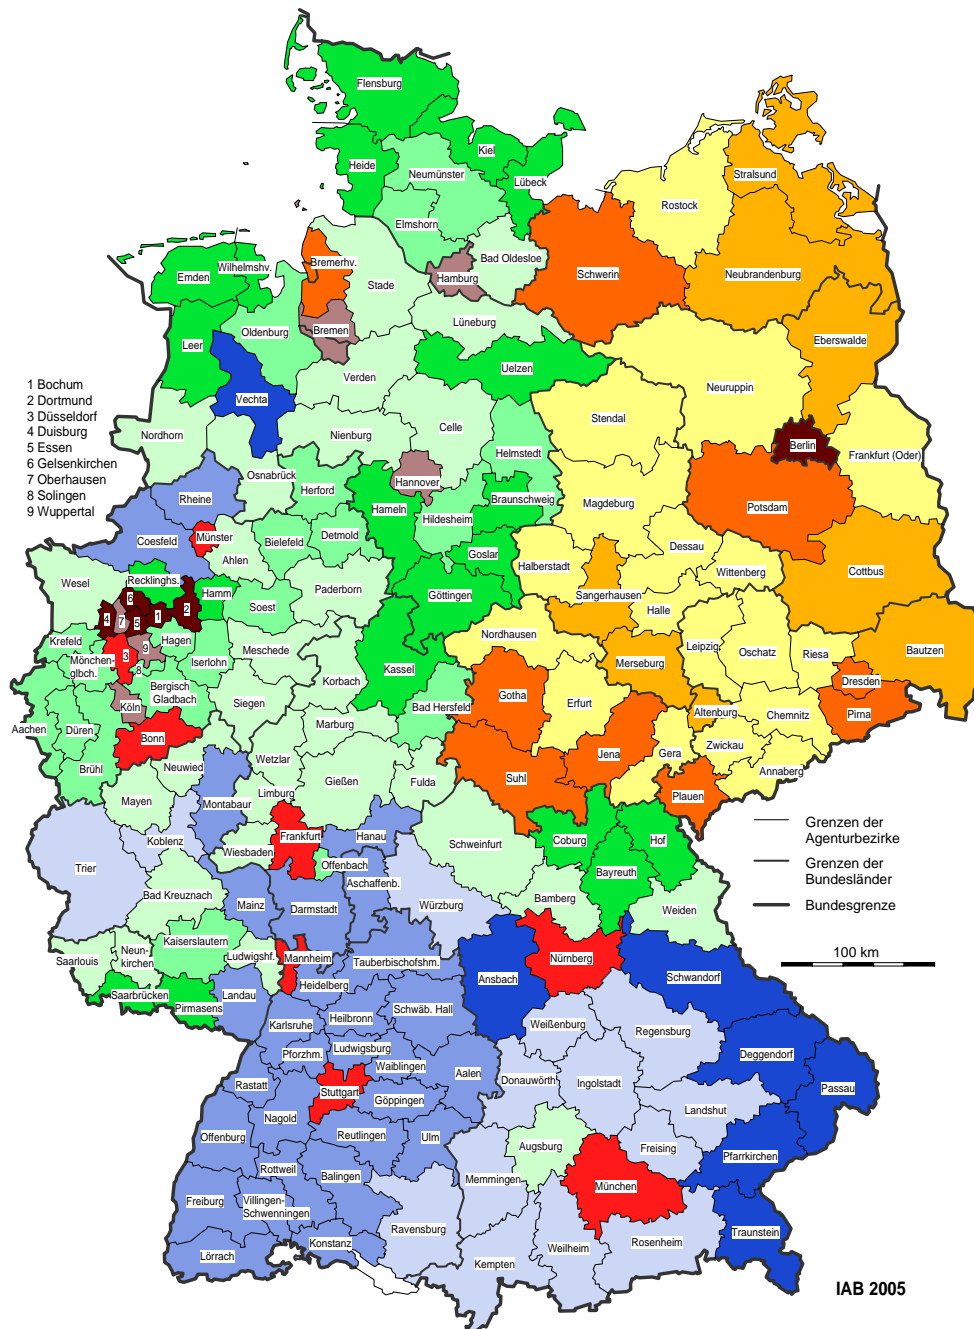 Flensburg
Kiel
Heide
Neumünster
Lübeck
Stralsund
Rostock
Elmshorn
Bad Oldesloe
Bremerhv.
Wilhelmshv.
Emden
Hamburg
Stade
Schwerin
Neubrandenburg
Lüneburg
Oldenburg
Bremen
Leer
Eberswalde
Uelzen
Verden
Neuruppin
1 Bochum
2 Dortmund
3 Düsseldorf
4 Duisburg
5 Essen
6 Gelsenkirchen
7 Oberhausen
8 Solingen
9 Wuppertal
Vechta
Stendal
Celle
Nordhorn
Nienburg
Berlin
Frankfurt (Oder)
Helmstedt
Osnabrück
Hannover
Herford
Rheine
Braunschweig
Hameln
Magdeburg
Potsdam
Münster
Hildesheim
Coesfeld
Bielefeld
Detmold
Dessau
Goslar
Ahlen
Halberstadt
Wittenberg
Cottbus
Wesel
Recklinghs.
Paderborn
Hamm
Göttingen
Sangerhausen
6
2
Soest
Halle
4
7
5
1
Nordhausen
Krefeld
Hagen
Meschede
Leipzig
Oschatz
Riesa
Bautzen
9
3
Mönchen-
glbch.
Iserlohn
8
Kassel
Merseburg
Bergisch
Gladbach
Korbach
Dresden
Gotha
Erfurt
Köln
Siegen
Altenburg
Chemnitz
Pirna
Aachen
Düren
Marburg
Bad Hersfeld
Bonn
Jena
Gera
Zwickau
Brühl
Neuwied
Wetzlar
Annaberg
Suhl
Montabaur
Limburg
Gießen
Fulda
Plauen
Mayen
Grenzen der
Agenturbezirke
Koblenz
Frankfurt
Hanau
Schweinfurt
Coburg
Hof
Wiesbaden
Offenbach
Grenzen der
Bundesländer
Trier
Bayreuth
Aschaffenb.
Bad Kreuznach
Bamberg
Würzburg
Mainz
Darmstadt
Bundesgrenze
Weiden
Kaiserslautern
Neun-
kirchen
Saarlouis
Ludwigshf.
Mannheim
Tauberbischofshm.
Nürnberg
100 km
Ansbach
Schwandorf
Saarbrücken
Landau
Heidelberg
Pirmasens
Schwäb. Hall
Heilbronn
Karlsruhe
Weißenburg
Regensburg
Ludwigsburg
Pforzhm.
Deggendorf
Waiblingen
Aalen
Donauwörth
Ingolstadt
Rastatt
Passau
Stuttgart
Göppingen
Landshut
Nagold
Offenburg
Reutlingen
Ulm
Augsburg
Freising
Pfarrkirchen
Rottweil
Balingen
Memmingen
München
Freiburg
Villingen-
Schwenningen
Ravensburg
Traunstein
Konstanz
Rosenheim
Weilheim
Lörrach
Kempten
IAB 2005